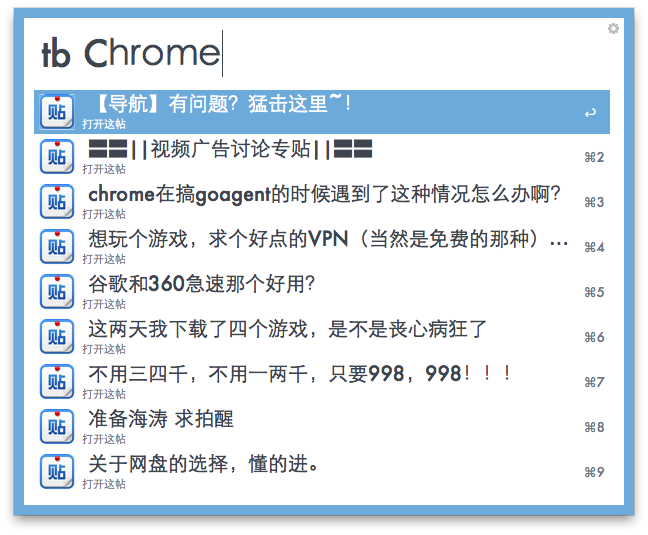 tb Chrome
贴
【导航】有问题？猛击这里~！
打开这帖
贴
〓〓||视频广告讨论专贴||〓〓
打开这帖
⌘2
贴
chrome在搞goagent的时候遇到了这种情况怎么办啊?
打开这帖
⌘3
贴
想玩个游戏，求个好点的VPN（当然是免费的那种）…
打开这帖
⌘4
贴
谷歌和360急速那个好用?
打开这帖
⌘5
贴
这两天我下载了四个游戏，是不是丧心病狂了
打开这帖
⌘6
贴
不用三四千，不用一两千，只要998，998！！！
打开这帖
⌘7
贴
准备海涛 求拍醒
打开这帖
⌘8
贴
关于网盘的选择，懂的进。
打开这帖
⌘9